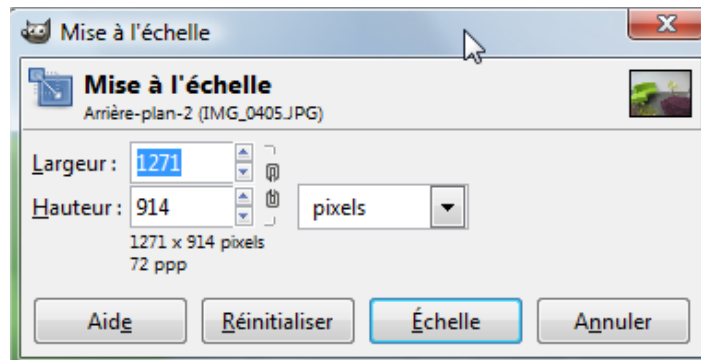 Mise à l'échelle
Mise à l'échelle
Arrière-plan-2 (IMG_0405.JPG)
Largeur : 1271
Hauteur : 914 pixels
1271 x 914 pixels
72 ppp
Aide Réinitialiser Échelle Annuler